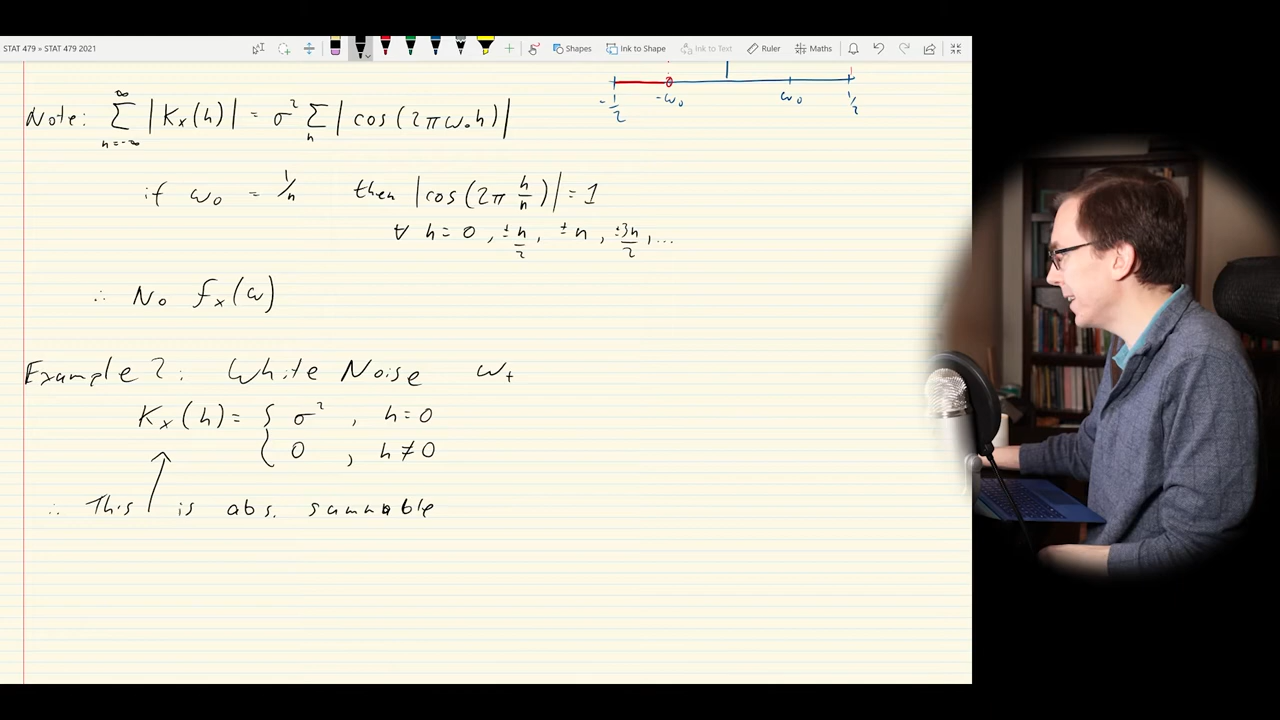 STAT 479 » STAT 479 2021
Shapes Ink to Shape Ink to Text Ruler Maths
-1/2 -ω₀ ω₀ 1/2
Note: ∑_{h=-∞}^{∞} |K_x(h)| = σ² ∑_h |cos(2πω₀h)|
if ω₀ = 1/n then |cos(2π h/n)| = 1
∀ h = 0, ±n/2, ±n, ±3n/2, ...
∴ No f_x(ω)
Example 2: White Noise w_t
K_x(h) = { σ² , h = 0
0 , h ≠ 0
∴ This is abs. summable